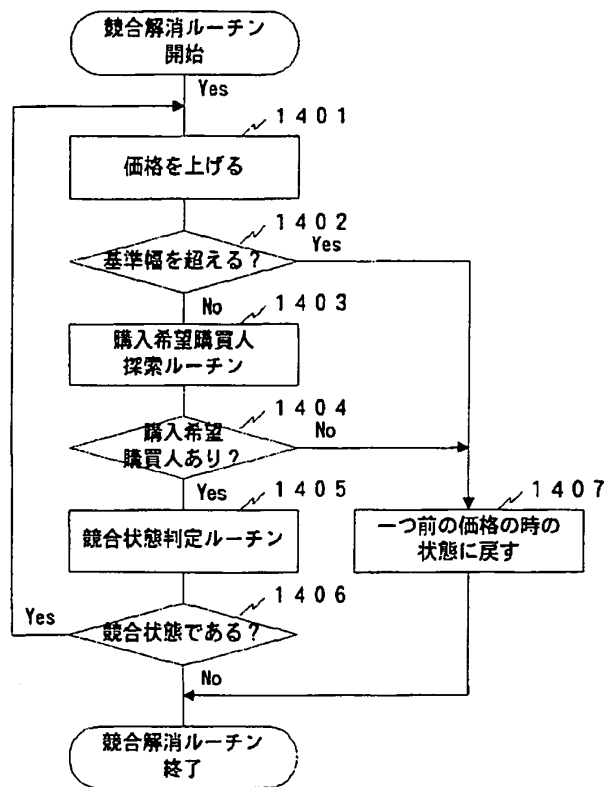 競合解消ルーチン
開始
Yes
1401
価格を上げる
1402
基準幅を超える?
Yes
No
1403
購入希望購買人
探索ルーチン
1404
購入希望
購買人あり?
No
Yes
1405
競合状態判定ルーチン
1407
一つ前の価格の時の
状態に戻す
1406
競合状態である?
Yes
No
競合解消ルーチン
終了